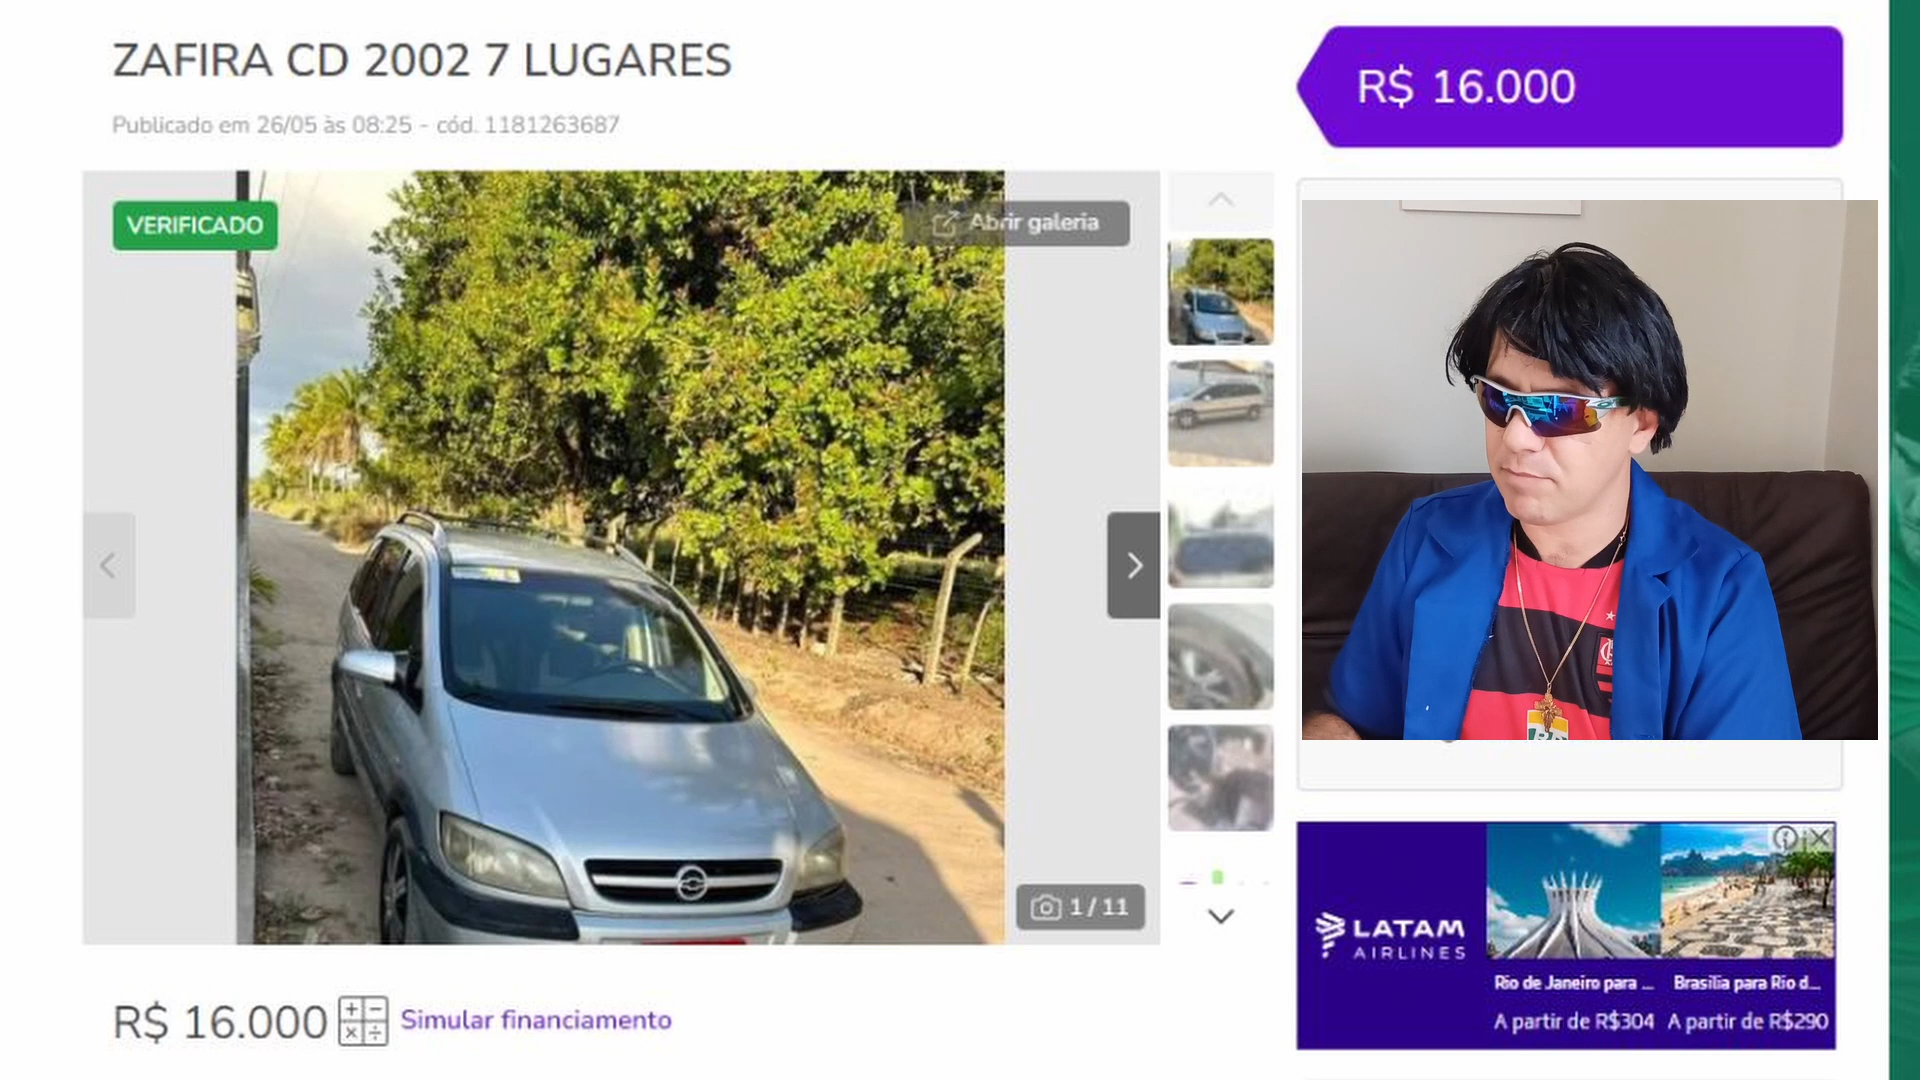 ZAFIRA CD 2002 7 LUGARES
Publicado em 26/05 às 08:25 - cód. 1181263687
R$ 16.000
VERIFICADO
Abrir galeria
1 / 11
R$ 16.000
Simular financiamento
LATAM
AIRLINES
Rio de Janeiro para ...
A partir de R$304
Brasília para Rio d...
A partir de R$290